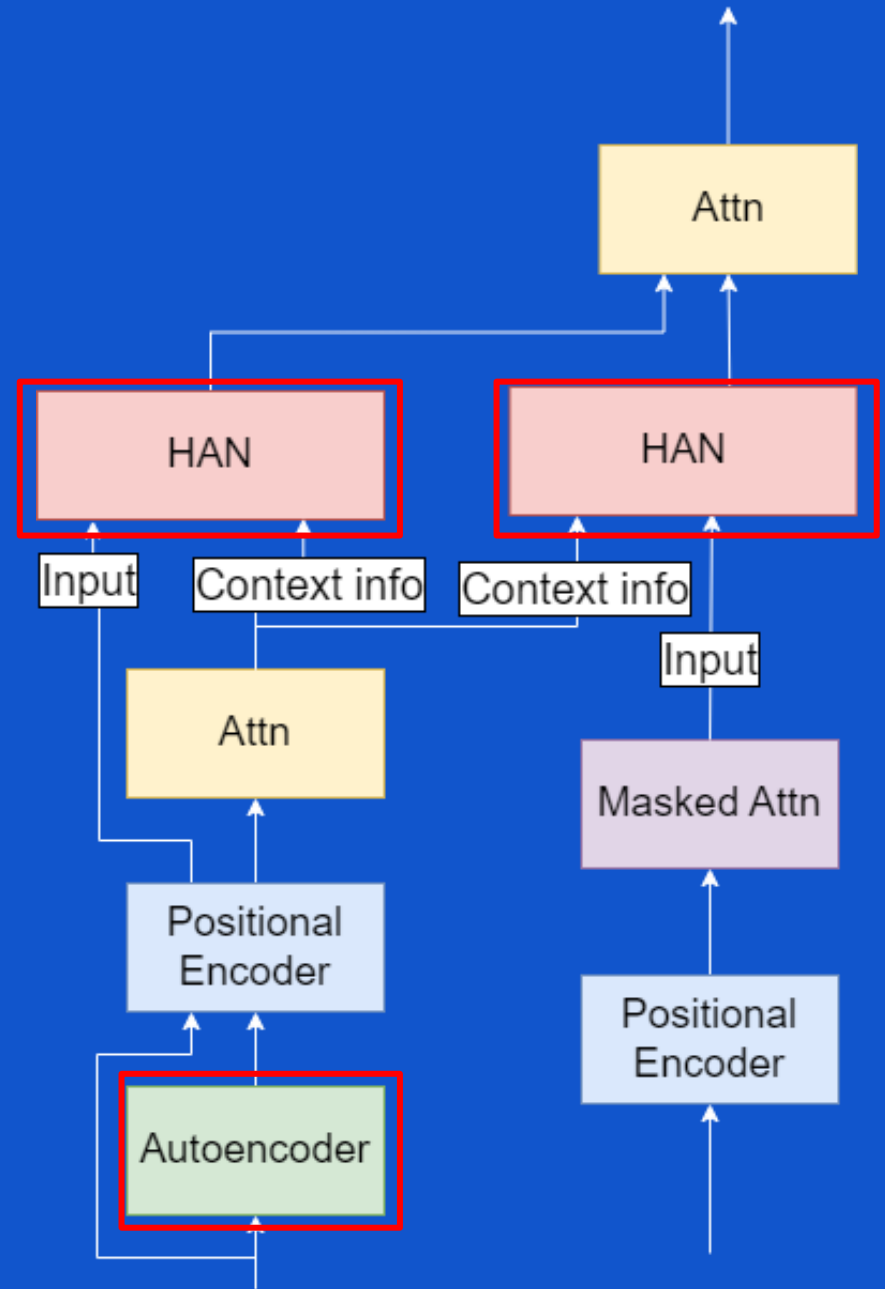 Attn
HAN
HAN
Input
Context info
Context info
Input
Attn
Masked Attn
Positional
Encoder
Positional
Encoder
Autoencoder